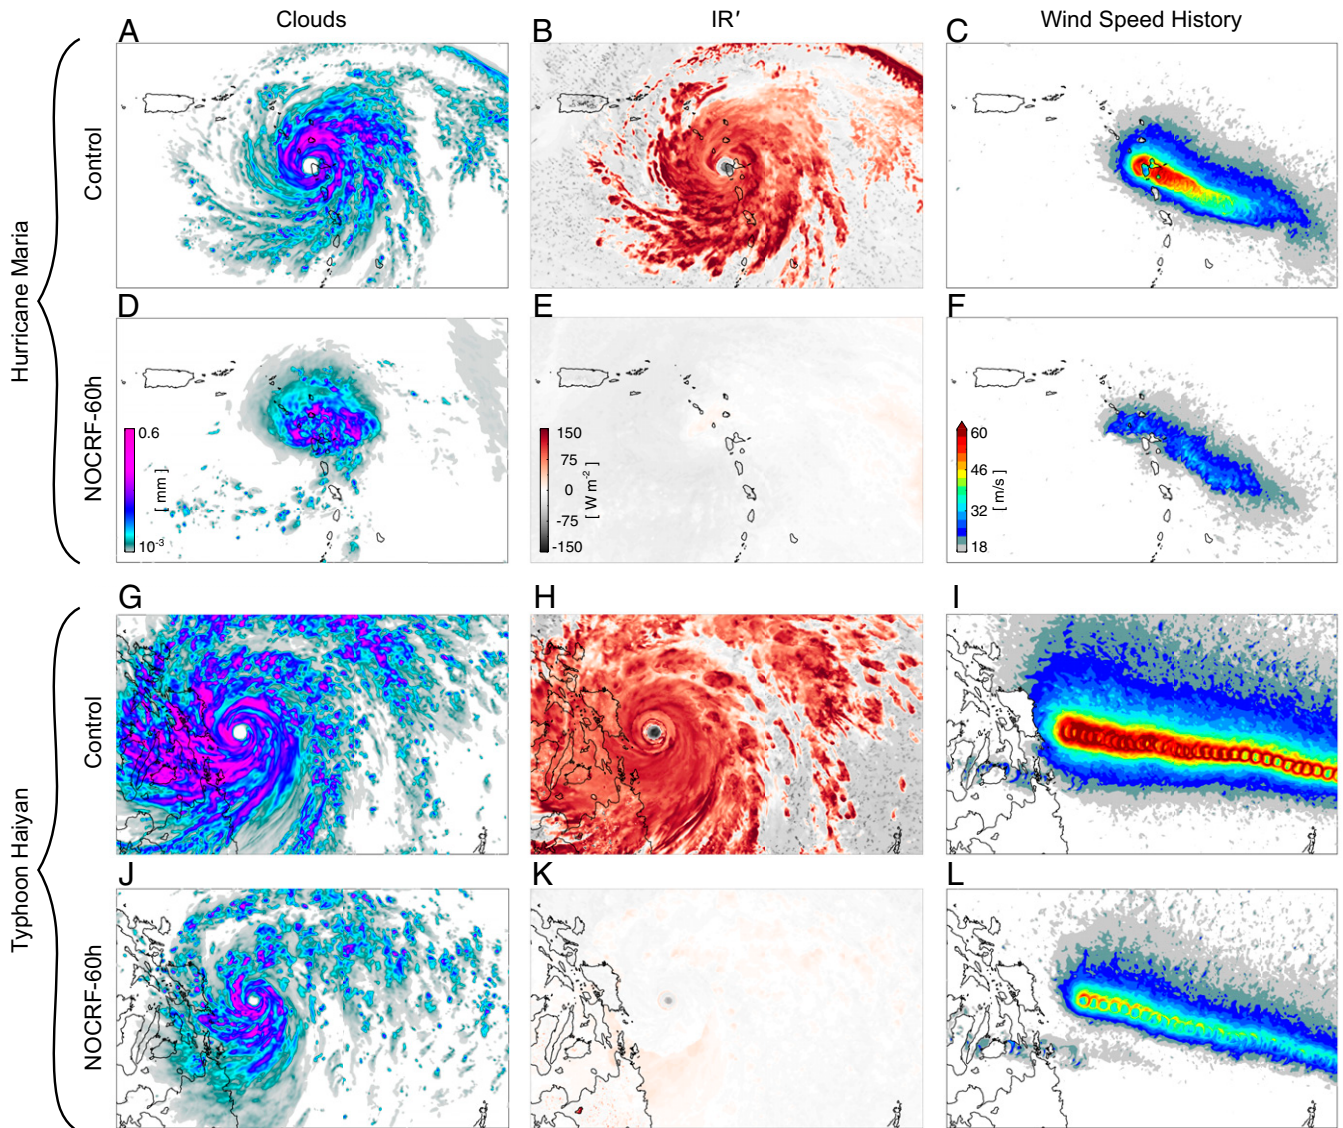 Clouds
IR′
Wind Speed History
A
B
C
Hurricane Maria
Control
D
E
F
NOCRF-60h
0.6
[ mm ]
10-3
150
75
0
-75
-150
[ W m-2 ]
60
46
32
18
[ m/s ]
G
H
I
Typhoon Haiyan
Control
J
K
L
NOCRF-60h